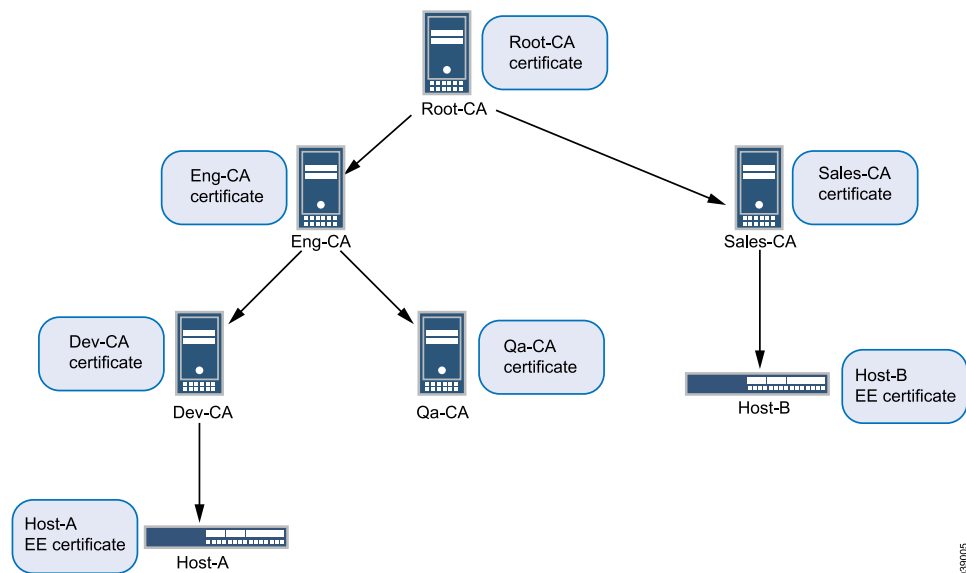 Root-CA
certificate
Root-CA
Eng-CA
certificate
Eng-CA
Sales-CA
certificate
Sales-CA
Dev-CA
certificate
Dev-CA
Qa-CA
certificate
Qa-CA
Host-B
EE certificate
Host-B
Host-A
EE certificate
Host-A